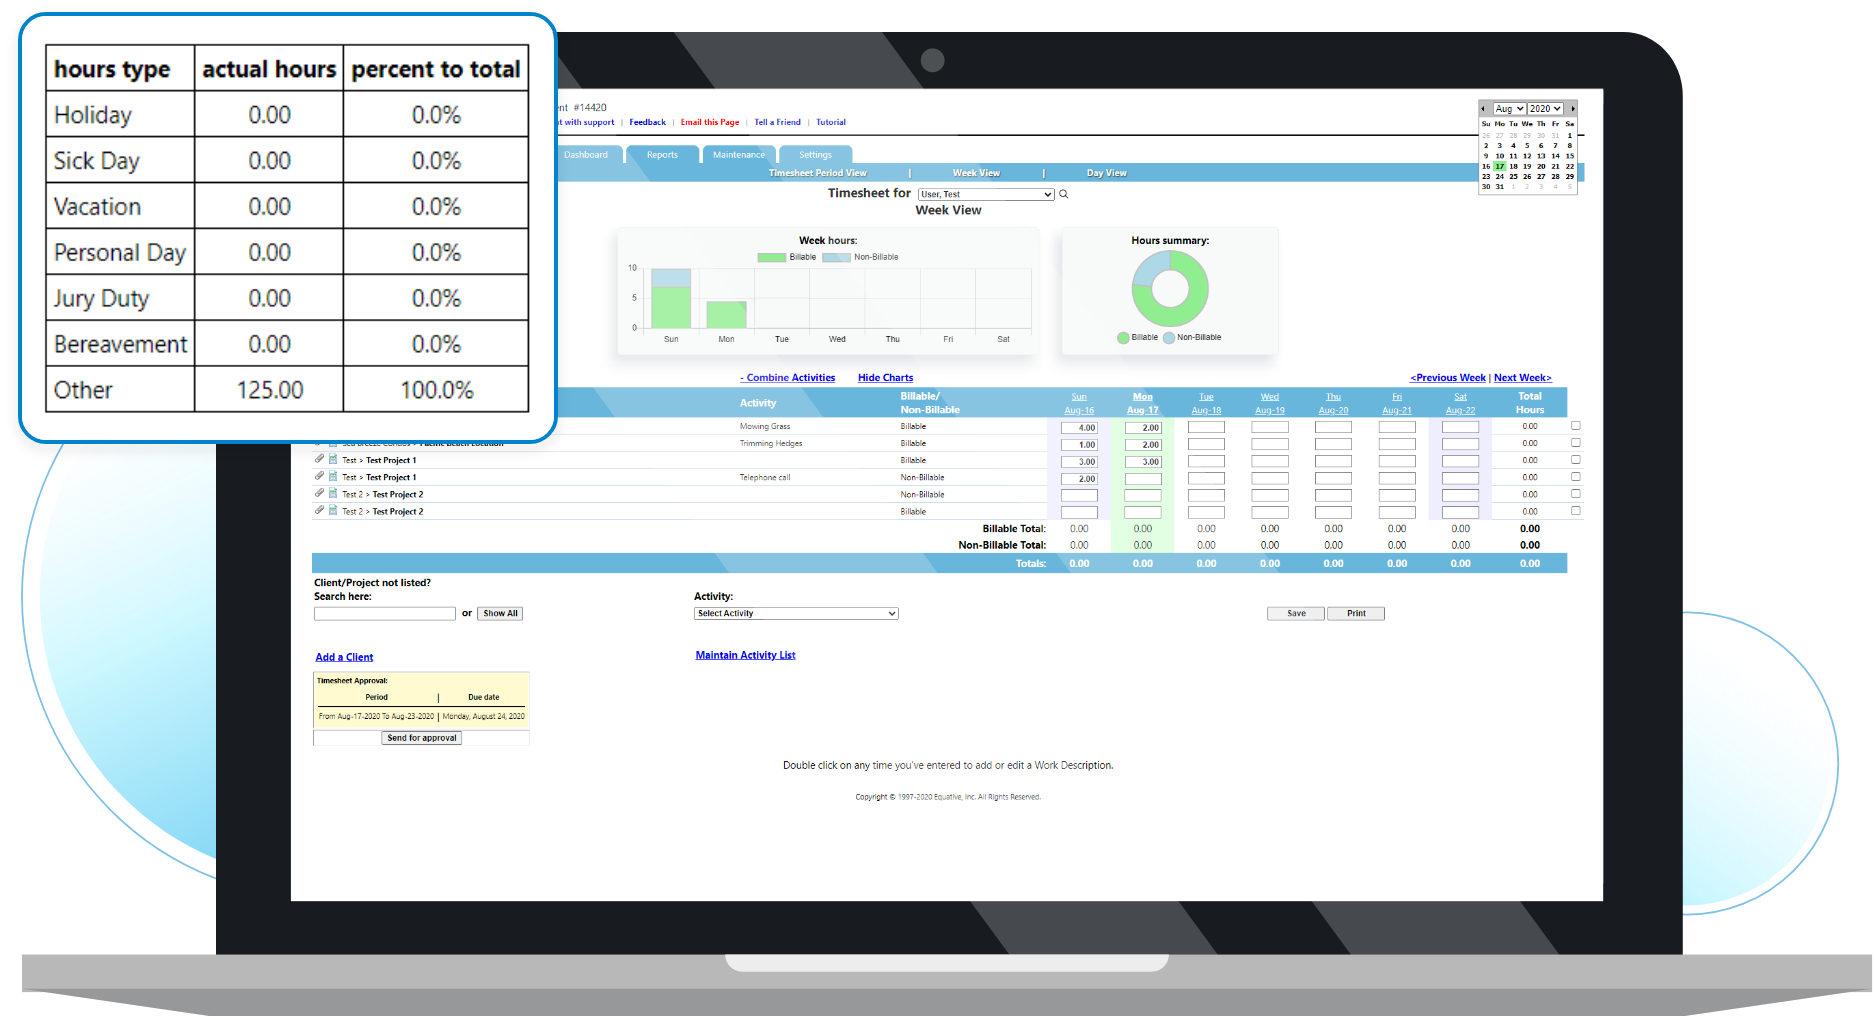 hours type actual hours percent to total
Holiday 0.00 0.0%
Sick Day 0.00 0.0%
Vacation 0.00 0.0%
Personal Day 0.00 0.0%
Jury Duty 0.00 0.0%
Bereavement 0.00 0.0%
Other 125.00 100.0%
#14420
with support | Feedback | Email this Page | Tell a Friend | Tutorial
Aug 2020
Su Mo Tu We Th Fr Sa
26 27 28 29 30 31 1
2 3 4 5 6 7 8
9 10 11 12 13 14 15
16 17 18 19 20 21 22
23 24 25 26 27 28 29
30 31 1 2 3 4 5
Dashboard Reports Maintenance Settings
Timesheet Period View | Week View | Day View
Timesheet for User, Test
Week View
Week hours:
Billable Non-Billable
10
5
0
Sun Mon Tue Wed Thu Fri Sat
Hours summary:
Billable Non-Billable
- Combine Activities Hide Charts <Previous Week | Next Week>
Activity Billable/ Non-Billable Sun Aug-16 Mon Aug-17 Tue Aug-18 Wed Aug-19 Thu Aug-20 Fri Aug-21 Sat Aug-22 Total Hours
Mowing Grass Billable 4.00 2.00 0.00
Trimming Hedges Billable 1.00 2.00 0.00
Test > Test Project 1 Billable 3.00 3.00 0.00
Test > Test Project 1 Telephone call Non-Billable 2.00 0.00
Test 2 > Test Project 2 Non-Billable 0.00
Test 2 > Test Project 2 Billable 0.00
Billable Total: 0.00 0.00 0.00 0.00 0.00 0.00 0.00 0.00
Non-Billable Total: 0.00 0.00 0.00 0.00 0.00 0.00 0.00 0.00
Totals: 0.00 0.00 0.00 0.00 0.00 0.00 0.00 0.00
Client/Project not listed?
Search here: Activity:
or Show All Select Activity Save Print
Add a Client Maintain Activity List
Timesheet Approval:
Period | Due date
From Aug-17-2020 To Aug-23-2020 | Monday, August 24, 2020
Send for approval
Double click on any time you've entered to add or edit a Work Description.
Copyright © 1997-2020 Equative, Inc. All Rights Reserved.